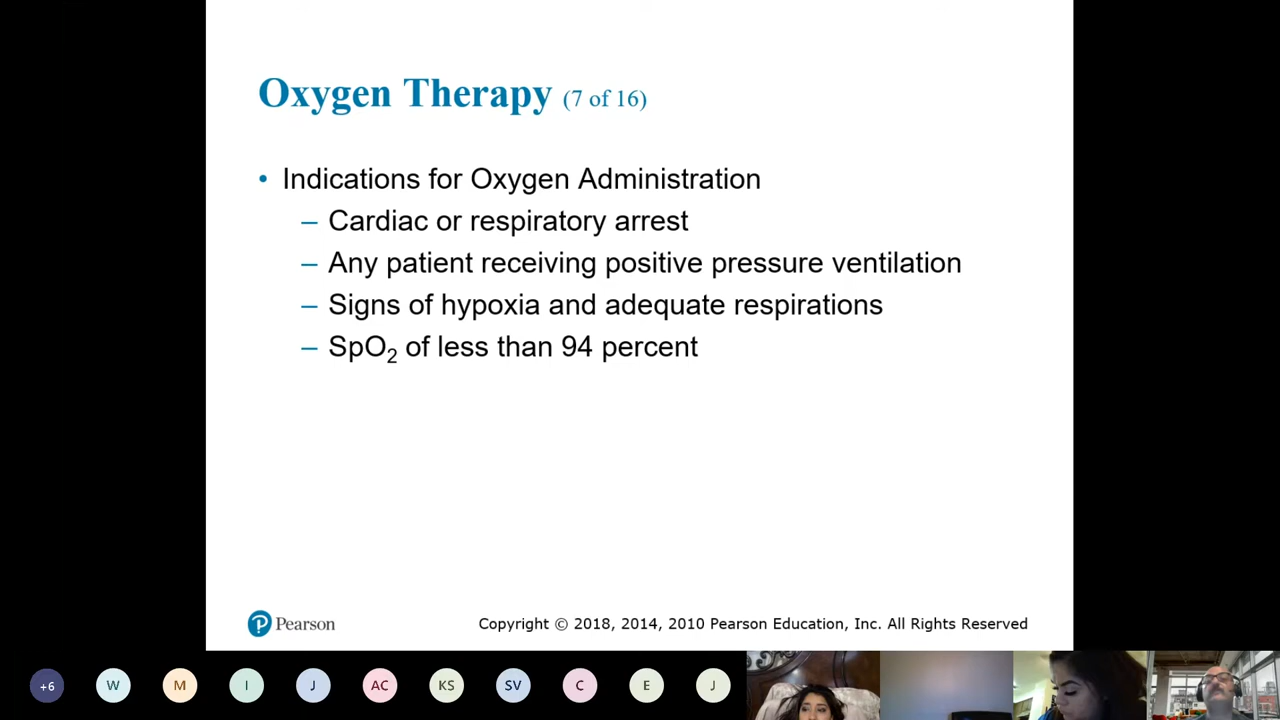 Oxygen Therapy (7 of 16)
• Indications for Oxygen Administration
– Cardiac or respiratory arrest
– Any patient receiving positive pressure ventilation
– Signs of hypoxia and adequate respirations
– SpO₂ of less than 94 percent
Pearson
Copyright © 2018, 2014, 2010 Pearson Education, Inc. All Rights Reserved
+6 W M I J AC KS SV C E J